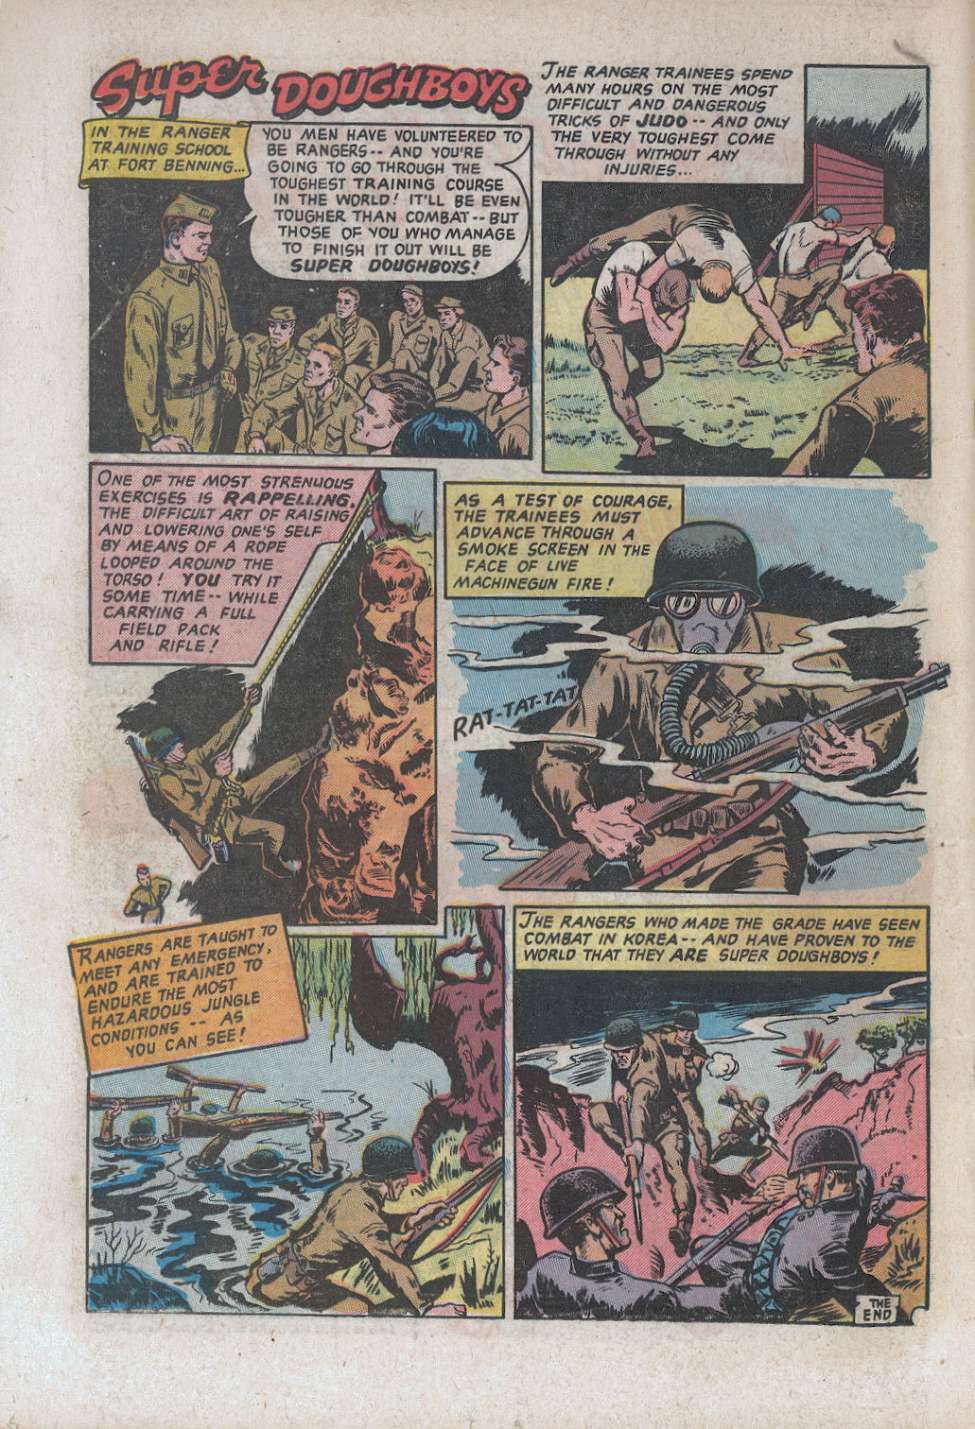 Super DOUGHBOYS
IN THE RANGER
TRAINING SCHOOL
AT FORT BENNING...
YOU MEN HAVE VOLUNTEERED TO
BE RANGERS-- AND YOU'RE
GOING TO GO THROUGH THE
TOUGHEST TRAINING COURSE
IN THE WORLD! IT'LL BE EVEN
TOUGHER THAN COMBAT-- BUT
THOSE OF YOU WHO MANAGE
TO FINISH IT OUT WILL BE
SUPER DOUGHBOYS!
THE RANGER TRAINEES SPEND
MANY HOURS ON THE MOST
DIFFICULT AND DANGEROUS
TRICKS OF JUDO -- AND ONLY
THE VERY TOUGHEST COME
THROUGH WITHOUT ANY
INJURIES...
ONE OF THE MOST STRENUOUS
EXERCISES IS RAPPELLING,
THE DIFFICULT ART OF RAISING
AND LOWERING ONE'S SELF
BY MEANS OF A ROPE
LOOPED AROUND THE
TORSO! YOU TRY IT
SOME TIME-- WHILE
CARRYING A FULL
FIELD PACK
AND RIFLE!
AS A TEST OF COURAGE,
THE TRAINEES MUST
ADVANCE THROUGH A
SMOKE SCREEN IN THE
FACE OF LIVE
MACHINEGUN FIRE!
RAT-TAT-TAT
RANGERS ARE TAUGHT TO
MEET ANY EMERGENCY,
AND ARE TRAINED TO
ENDURE THE MOST
HAZARDOUS JUNGLE
CONDITIONS -- AS
YOU CAN SEE!
THE RANGERS WHO MADE THE GRADE HAVE SEEN
COMBAT IN KOREA-- AND HAVE PROVEN TO THE
WORLD THAT THEY ARE SUPER DOUGHBOYS!
THE
END